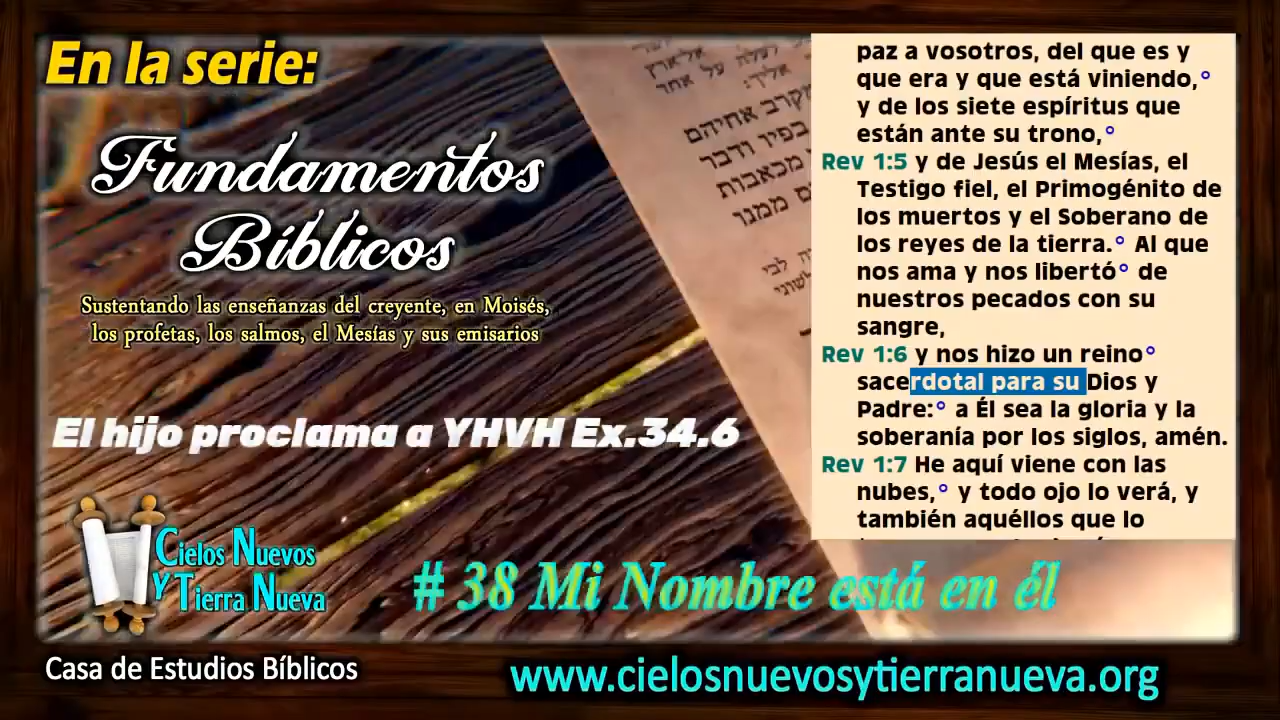 En la serie:
Fundamentos
Bíblicos
Sustentando las enseñanzas del creyente, en Moisés,
los profetas, los salmos, el Mesías y sus emisarios
El hijo proclama a YHVH Ex.34.6
Cielos Nuevos
Y Tierra Nueva
Casa de Estudios Bíblicos
# 38 Mi Nombre está en él
www.cielosnuevosytierranueva.org
מקרב אחיהם
בפיו ודבר
מכאבות
ם ממנו
paz a vosotros, del que es y
que era y que está viniendo,°
y de los siete espíritus que
están ante su trono,°
Rev 1:5 y de Jesús el Mesías, el
Testigo fiel, el Primogénito de
los muertos y el Soberano de
los reyes de la tierra.° Al que
nos ama y nos libertó° de
nuestros pecados con su
sangre,
Rev 1:6 y nos hizo un reino°
sacerdotal para su Dios y
Padre:° a Él sea la gloria y la
soberanía por los siglos, amén.
Rev 1:7 He aquí viene con las
nubes,° y todo ojo lo verá, y
también aquéllos que lo